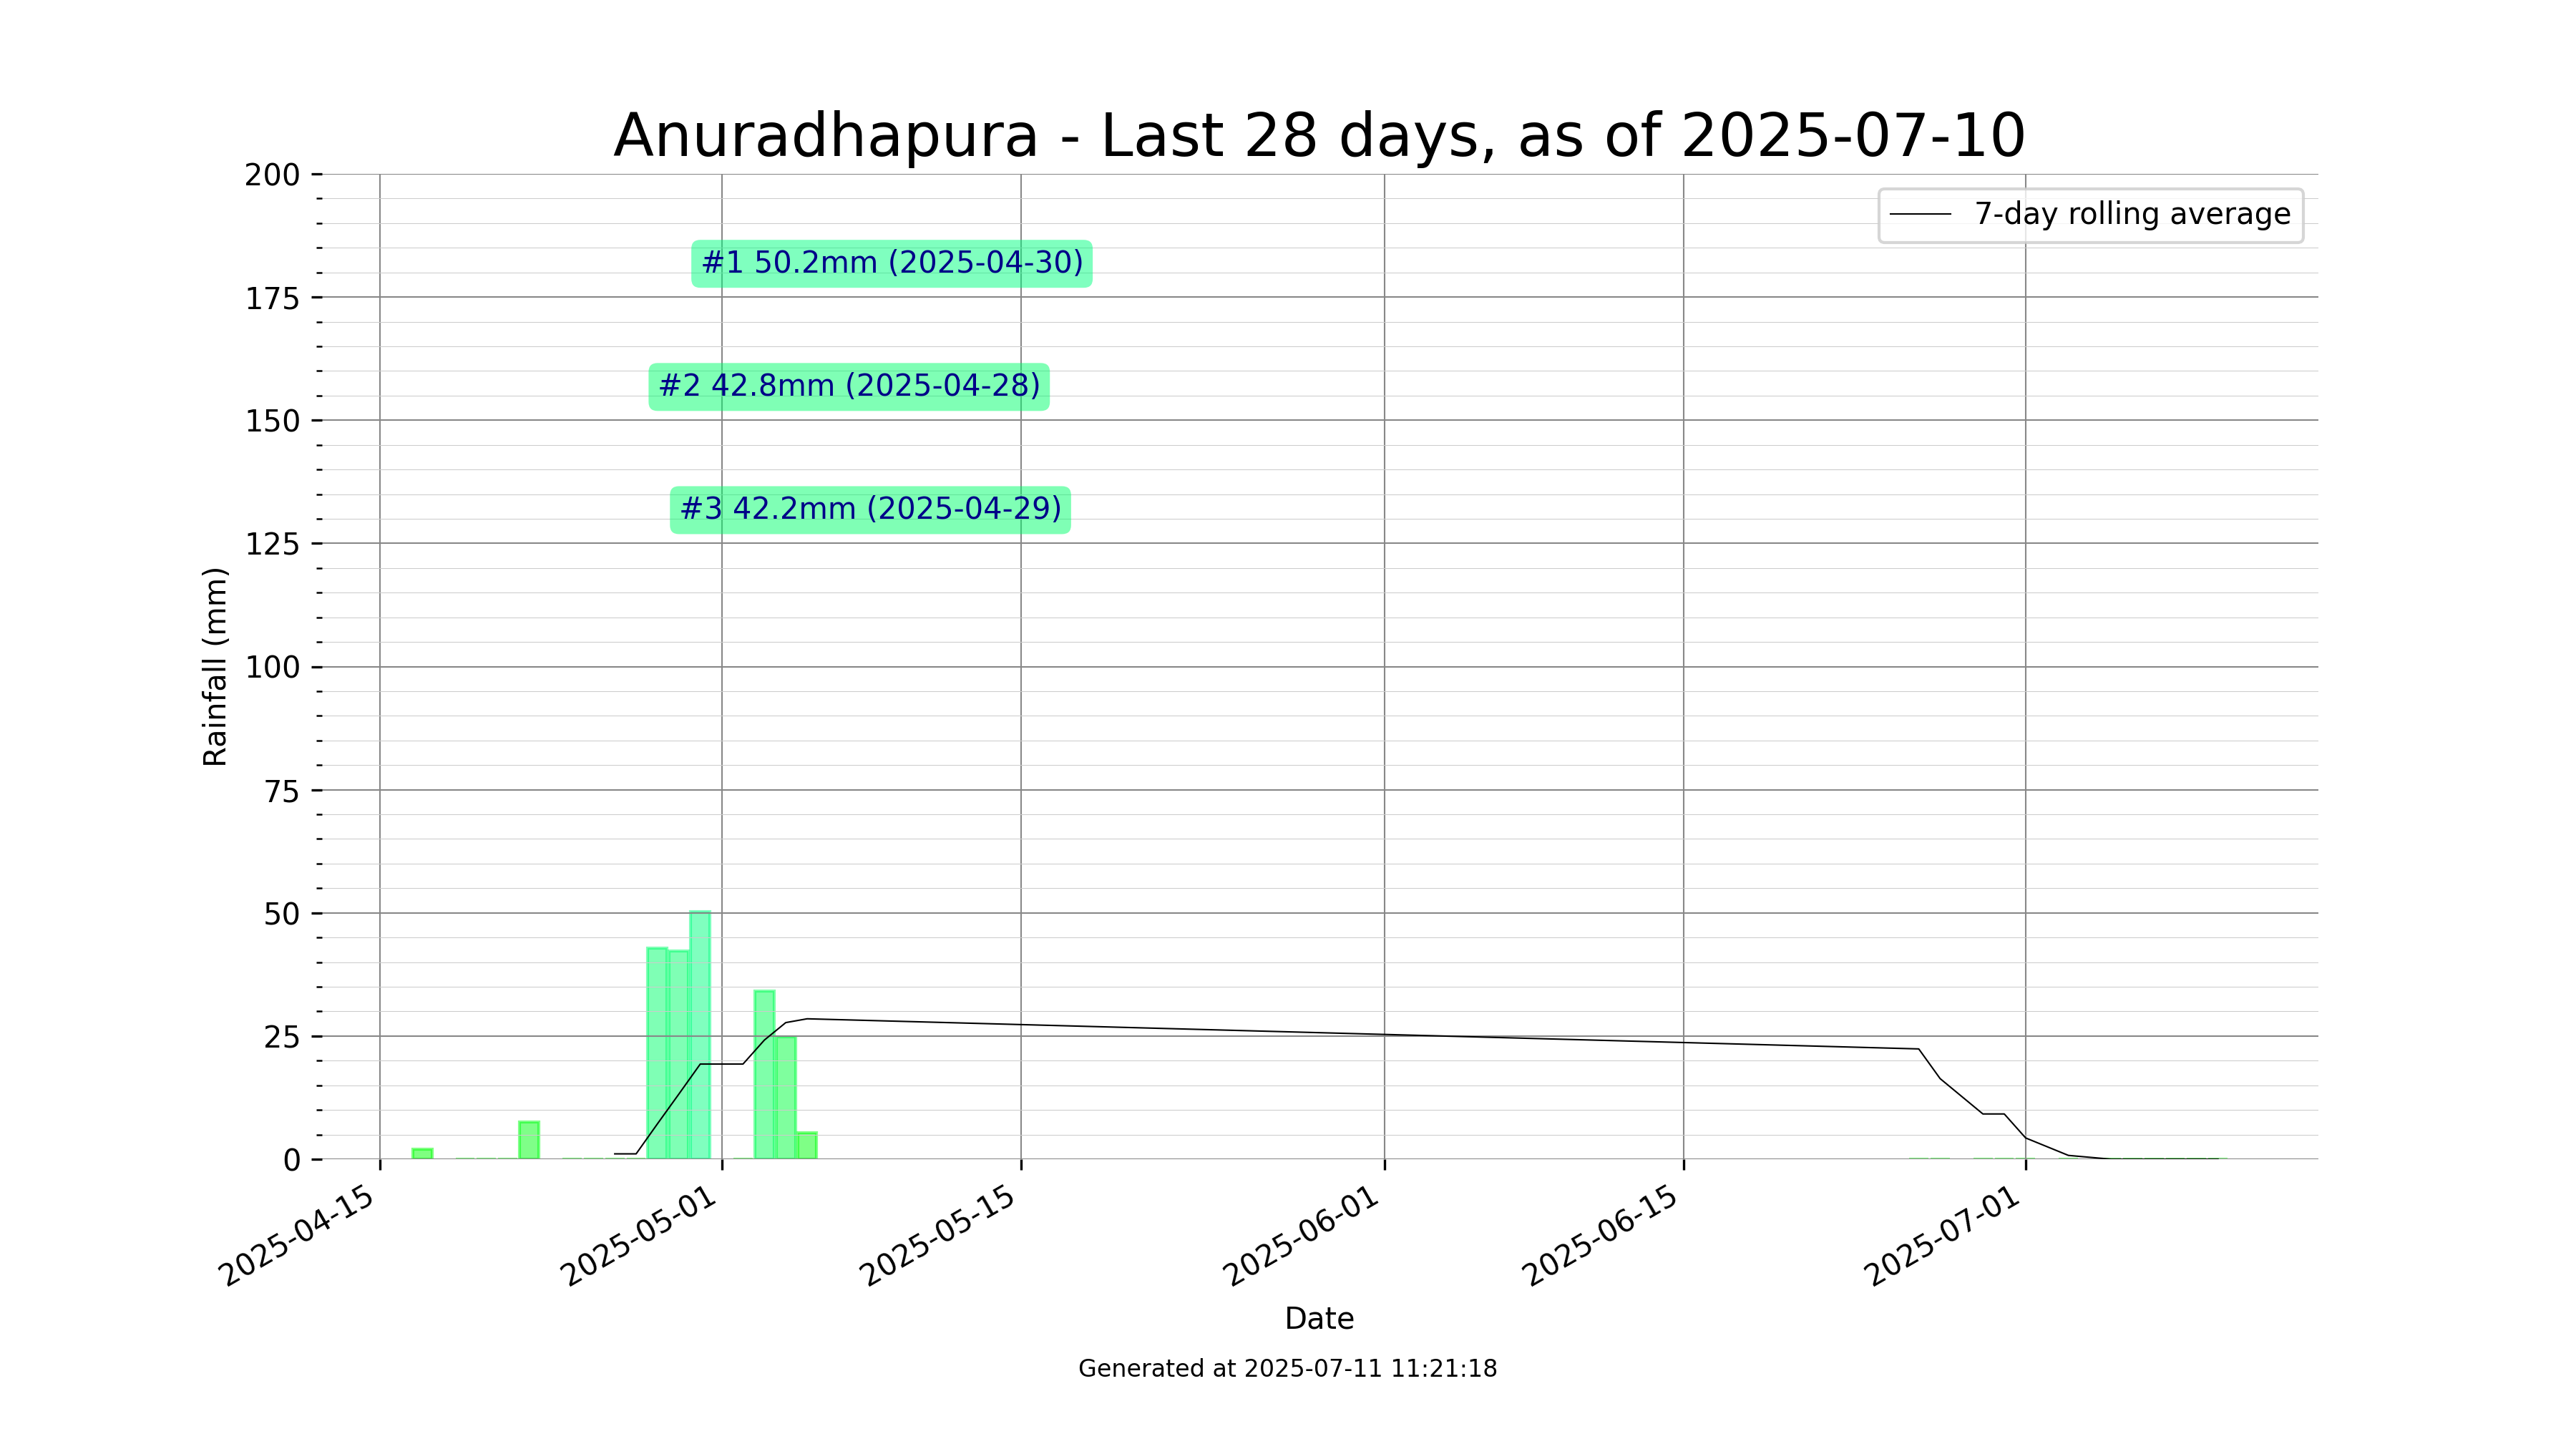 Anuradhapura - Last 28 days, as of 2025-07-10
200
175
150
125
100
75
50
25
0
Rainfall (mm)
7-day rolling average
#1 50.2mm (2025-04-30)
#2 42.8mm (2025-04-28)
#3 42.2mm (2025-04-29)
2025-04-15
2025-05-01
2025-05-15
2025-06-01
2025-06-15
2025-07-01
Date
Generated at 2025-07-11 11:21:18